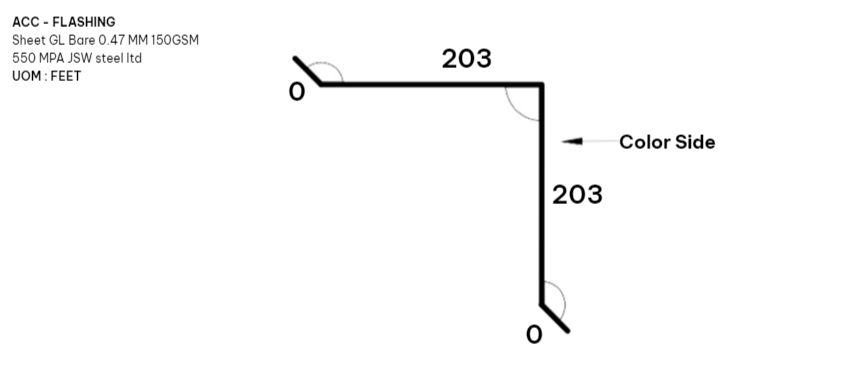 ACC - FLASHING
Sheet GL Bare 0.47 MM 150GSM
550 MPA JSW steel ltd
UOM : FEET
203
0
Color Side
203
0